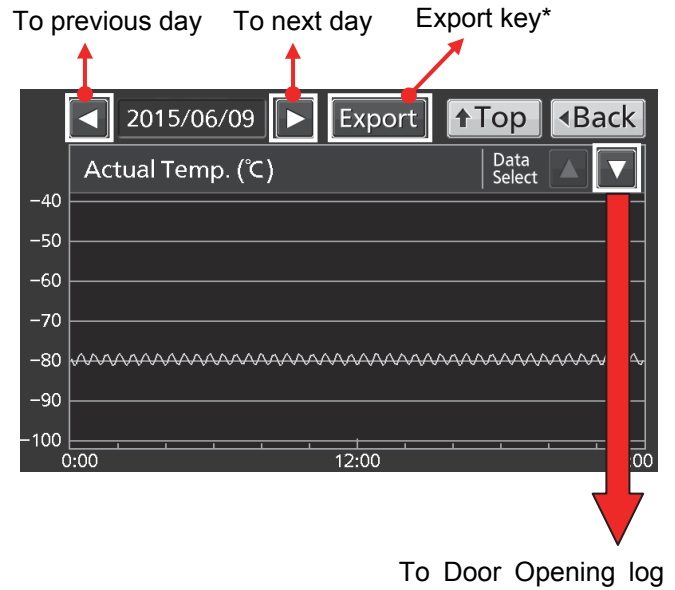 To previous day To next day Export key*
◀ 2015/06/09 ▶ Export ↑Top ◂Back
Actual Temp. (℃) Data Select ▲ ▼
−40
−50
−60
−70
−80
−90
−100
0:00 12:00 :00
To Door Opening log